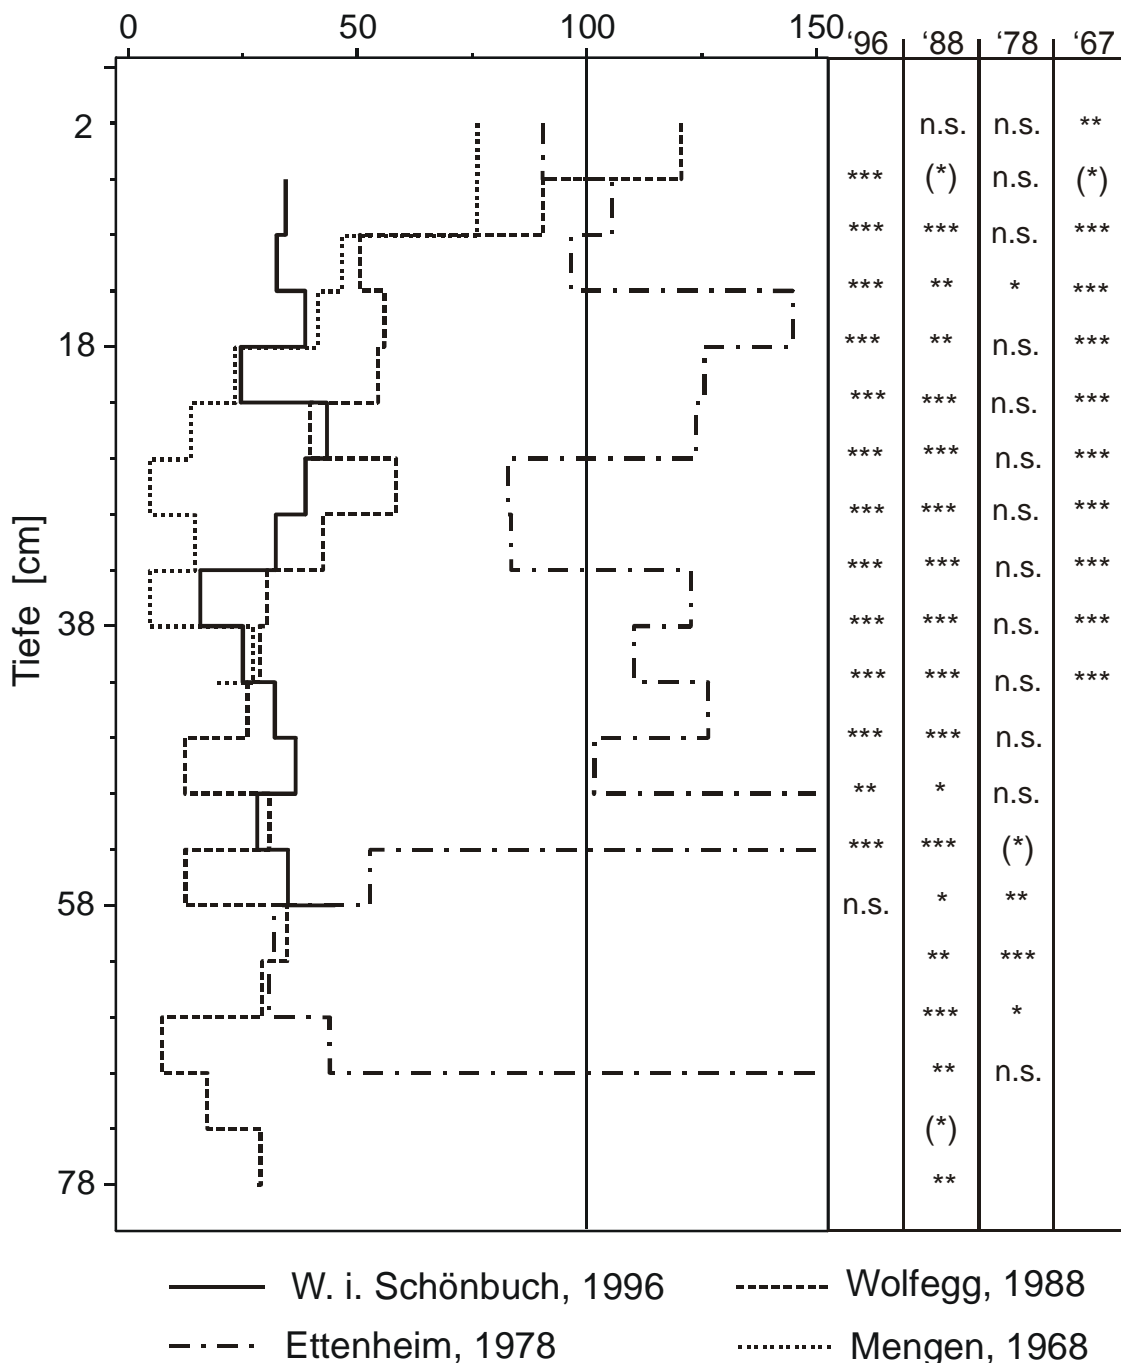 0 50 100 150 ‘96 ‘88 ‘78 ‘67
2 n.s. n.s. **
*** (*) n.s. (*)
*** *** n.s. ***
*** ** * ***
18 *** ** n.s. ***
*** *** n.s. ***
*** *** n.s. ***
*** *** n.s. ***
*** *** n.s. ***
38 *** *** n.s. ***
*** *** n.s. ***
*** *** n.s.
** * n.s.
*** *** (*)
58 n.s. * **
** ***
*** *
** n.s.
(*)
78 **
Tiefe [cm]
W. i. Schönbuch, 1996 Wolfegg, 1988
Ettenheim, 1978 Mengen, 1968